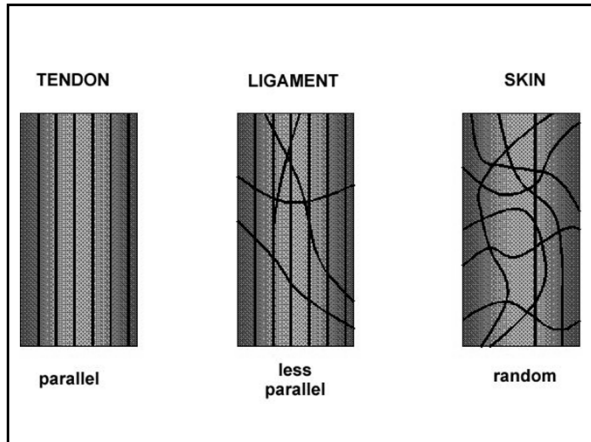 TENDON
LIGAMENT
SKIN
parallel
less
parallel
random